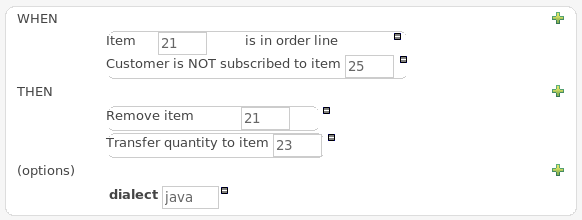 WHEN
Item 21 is in order line
Customer is NOT subscribed to item 25
THEN
Remove item 21
Transfer quantity to item 23
(options)
dialect java